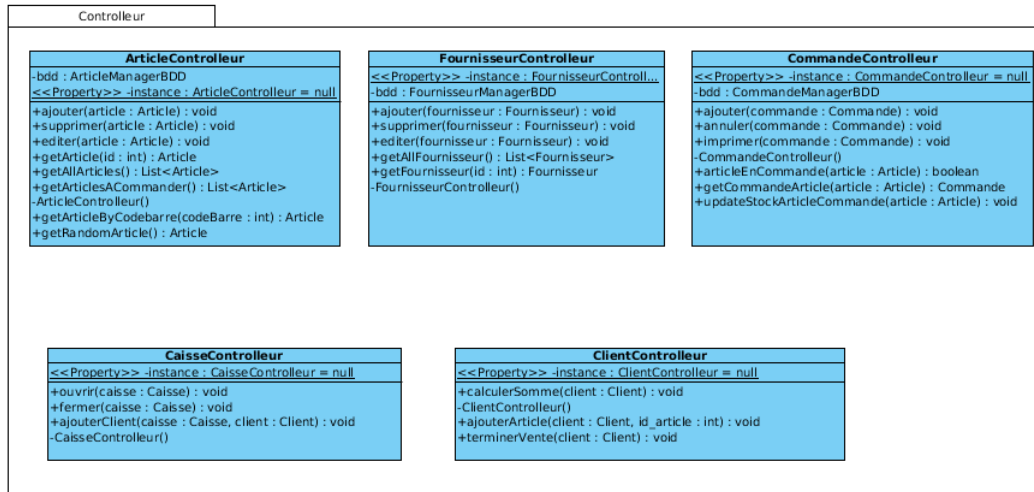 Controlleur
ArticleControlleur
-bdd : ArticleManagerBDD
<<Property>> -instance : ArticleControlleur = null
+ajouter(article : Article) : void
+supprimer(article : Article) : void
+editer(article : Article) : void
+getArticle(id : int) : Article
+getAllArticles() : List<Article>
+getArticlesACommander() : List<Article>
-ArticleControlleur()
+getArticleByCodebarre(codeBarre : int) : Article
+getRandomArticle() : Article
FournisseurControlleur
<<Property>> -instance : FournisseurControll...
-bdd : FournisseurManagerBDD
+ajouter(fournisseur : Fournisseur) : void
+supprimer(fournisseur : Fournisseur) : void
+editer(fournisseur : Fournisseur) : void
+getAllFournisseur() : List<Fournisseur>
+getFournisseur(id : int) : Fournisseur
-FournisseurControlleur()
CommandeControlleur
<<Property>> -instance : CommandeControlleur = null
-bdd : CommandeManagerBDD
+ajouter(commande : Commande) : void
+annuler(commande : Commande) : void
+imprimer(commande : Commande) : void
-CommandeControlleur()
+articleEnCommande(article : Article) : boolean
+getCommandeArticle(article : Article) : Commande
+updateStockArticleCommande(article : Article) : void
CaisseControlleur
<<Property>> -instance : CaisseControlleur = null
+ouvrir(caisse : Caisse) : void
+fermer(caisse : Caisse) : void
+ajouterClient(caisse : Caisse, client : Client) : void
-CaisseControlleur()
ClientControlleur
<<Property>> -instance : ClientControlleur = null
+calculerSomme(client : Client) : void
-ClientControlleur()
+ajouterArticle(client : Client, id_article : int) : void
+terminerVente(client : Client) : void